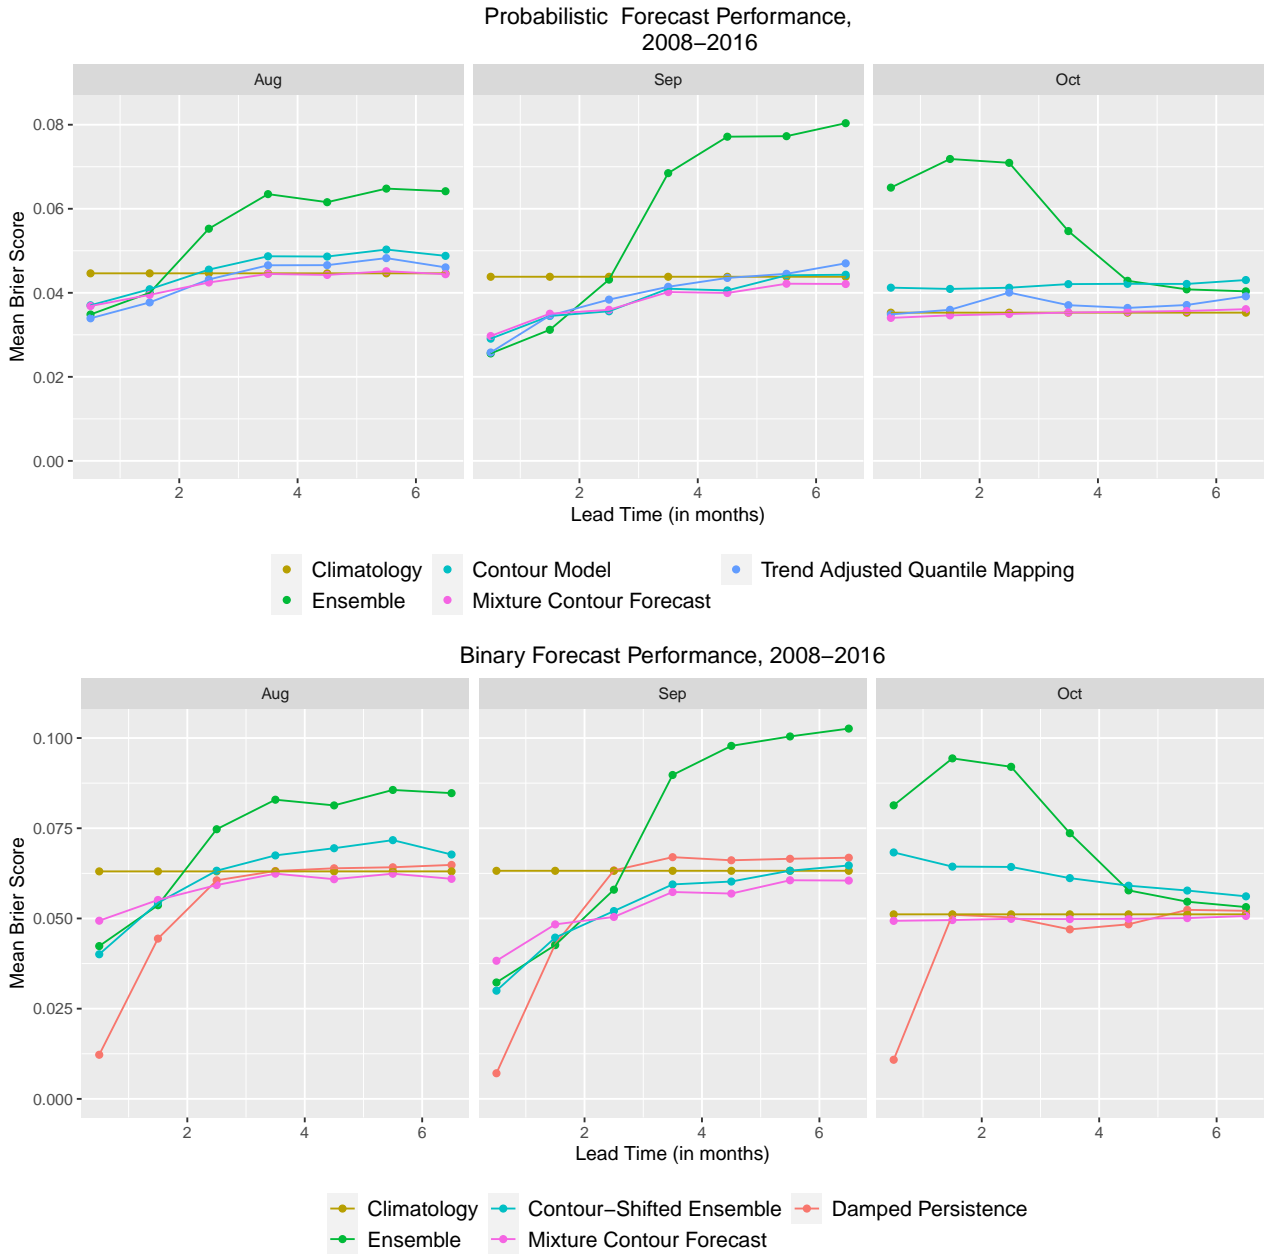 Probabilistic  Forecast Performance,
2008−2016
Aug Sep Oct
0.08
0.06
0.04
0.02
0.00
Mean Brier Score
2 4 6 2 4 6 2 4 6
Lead Time (in months)
Climatology Contour Model Trend Adjusted Quantile Mapping
Ensemble Mixture Contour Forecast
Binary Forecast Performance, 2008−2016
Aug Sep Oct
0.100
0.075
0.050
0.025
0.000
Mean Brier Score
2 4 6 2 4 6 2 4 6
Lead Time (in months)
Climatology Contour−Shifted Ensemble Damped Persistence
Ensemble Mixture Contour Forecast